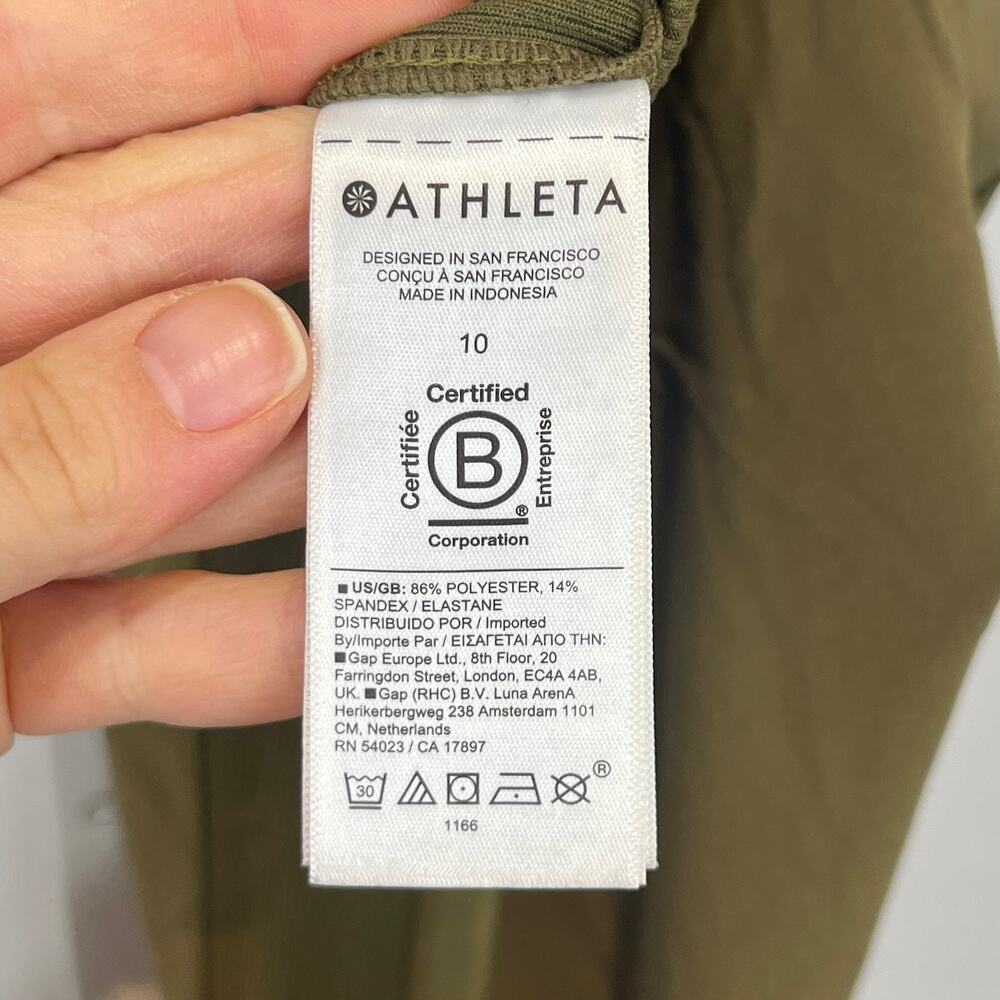 ATHLETA
DESIGNED IN SAN FRANCISCO
CONÇU À SAN FRANCISCO
MADE IN INDONESIA
10
Certified
Certifiée
B
Entreprise
®
Corporation
US/GB: 86% POLYESTER, 14%
SPANDEX / ELASTANE
DISTRIBUIDO POR / Imported
By/Importe Par / ΕΙΣΑΓΕΤΑΙ ΑΠΟ ΤΗΝ:
Gap Europe Ltd., 8th Floor, 20
Farringdon Street, London, EC4A 4AB,
UK. Gap (RHC) B.V. Luna ArenA
Herikerbergweg 238 Amsterdam 1101
CM, Netherlands
RN 54023 / CA 17897
30 ®
1166